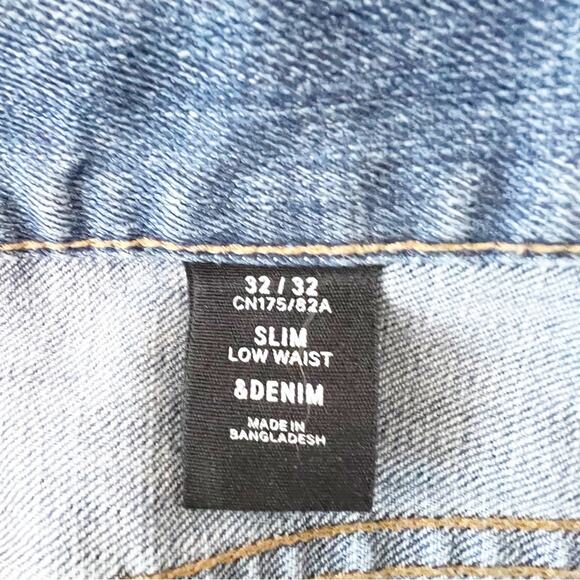 32 / 32
CN175/82A
SLIM
LOW WAIST
&DENIM
MADE IN
BANGLADESH